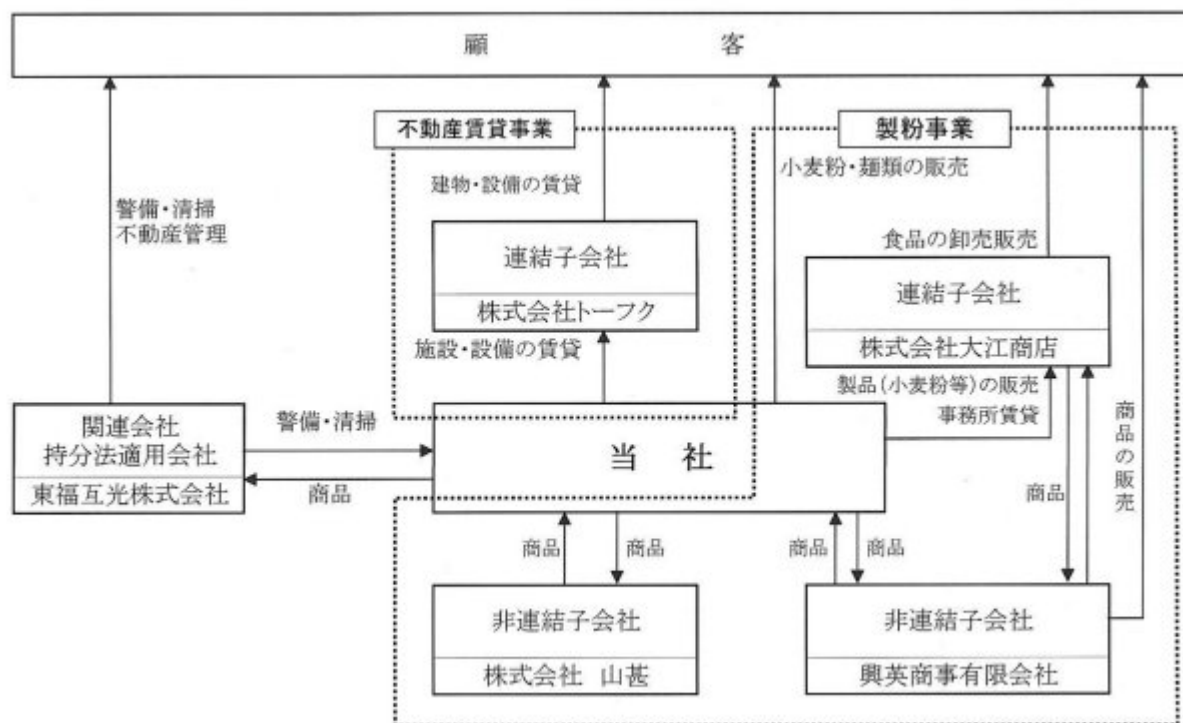 顧客
不動産賃貸事業
製粉事業
建物・設備の賃貸
小麦粉・麺類の販売
警備・清掃
不動産管理
食品の卸売販売
連結子会社
株式会社トーフク
連結子会社
株式会社大江商店
施設・設備の賃貸
製品(小麦粉等)の販売
事務所賃貸
商品の販売
関連会社
持分法適用会社
東福互光株式会社
警備・清掃
商品
当社
商品
商品
商品
商品
商品
非連結子会社
株式会社 山甚
非連結子会社
興英商事有限会社